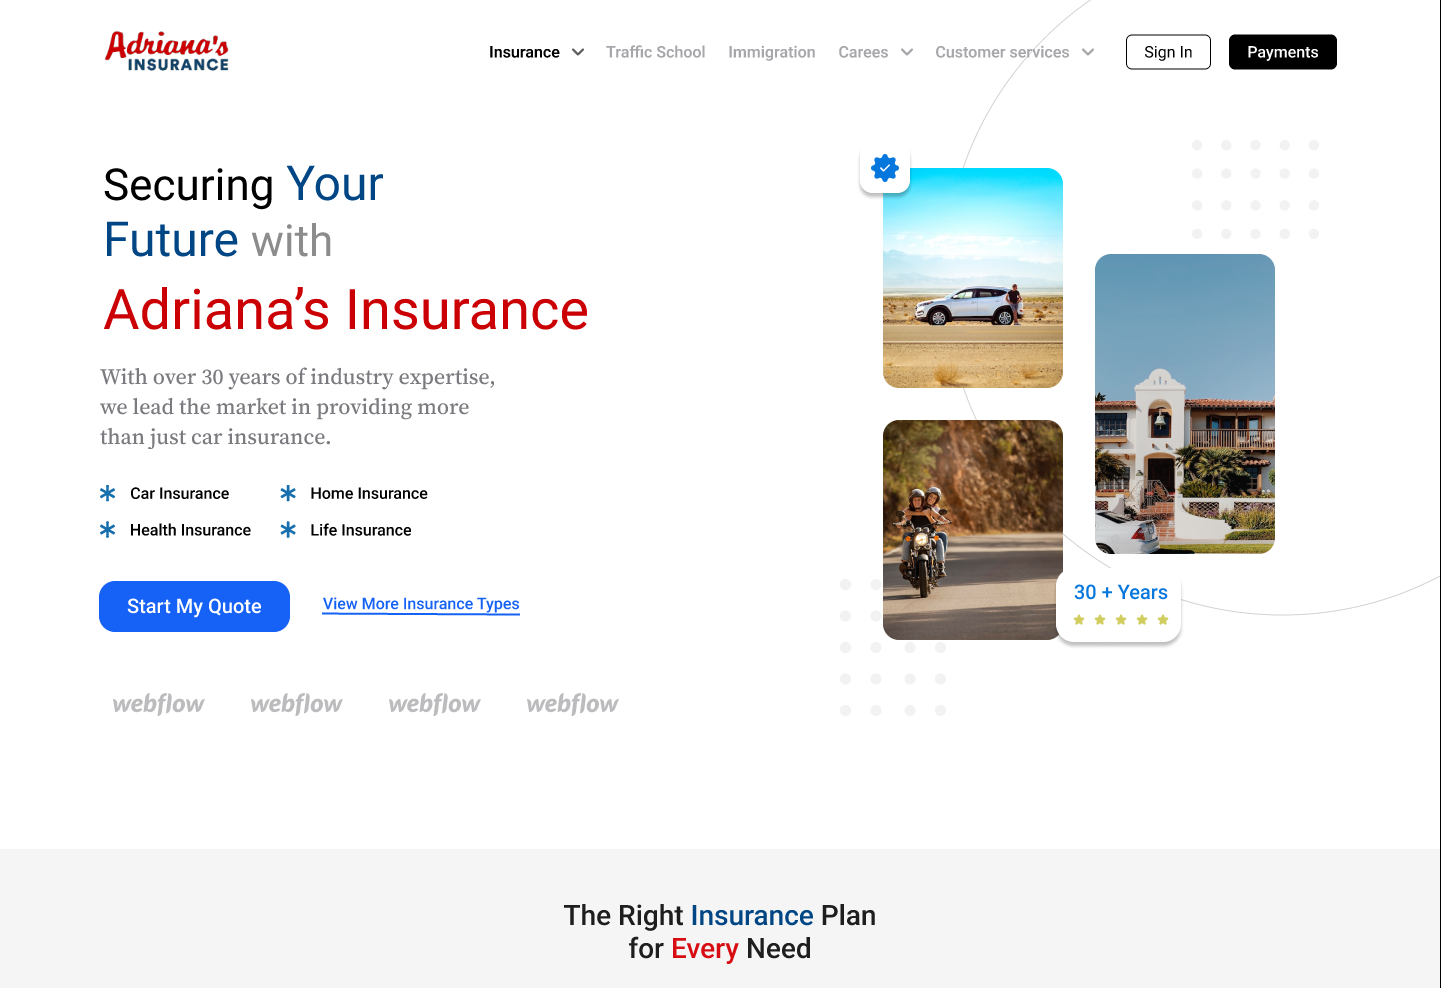 Adriana's
INSURANCE
Insurance Traffic School Immigration Carees Customer services Sign In Payments
Securing Your
Future with
Adriana’s Insurance
With over 30 years of industry expertise,
we lead the market in providing more
than just car insurance.
Car Insurance Home Insurance
Health Insurance Life Insurance
Start My Quote View More Insurance Types
30 + Years
webflow webflow webflow webflow
The Right Insurance Plan
for Every Need